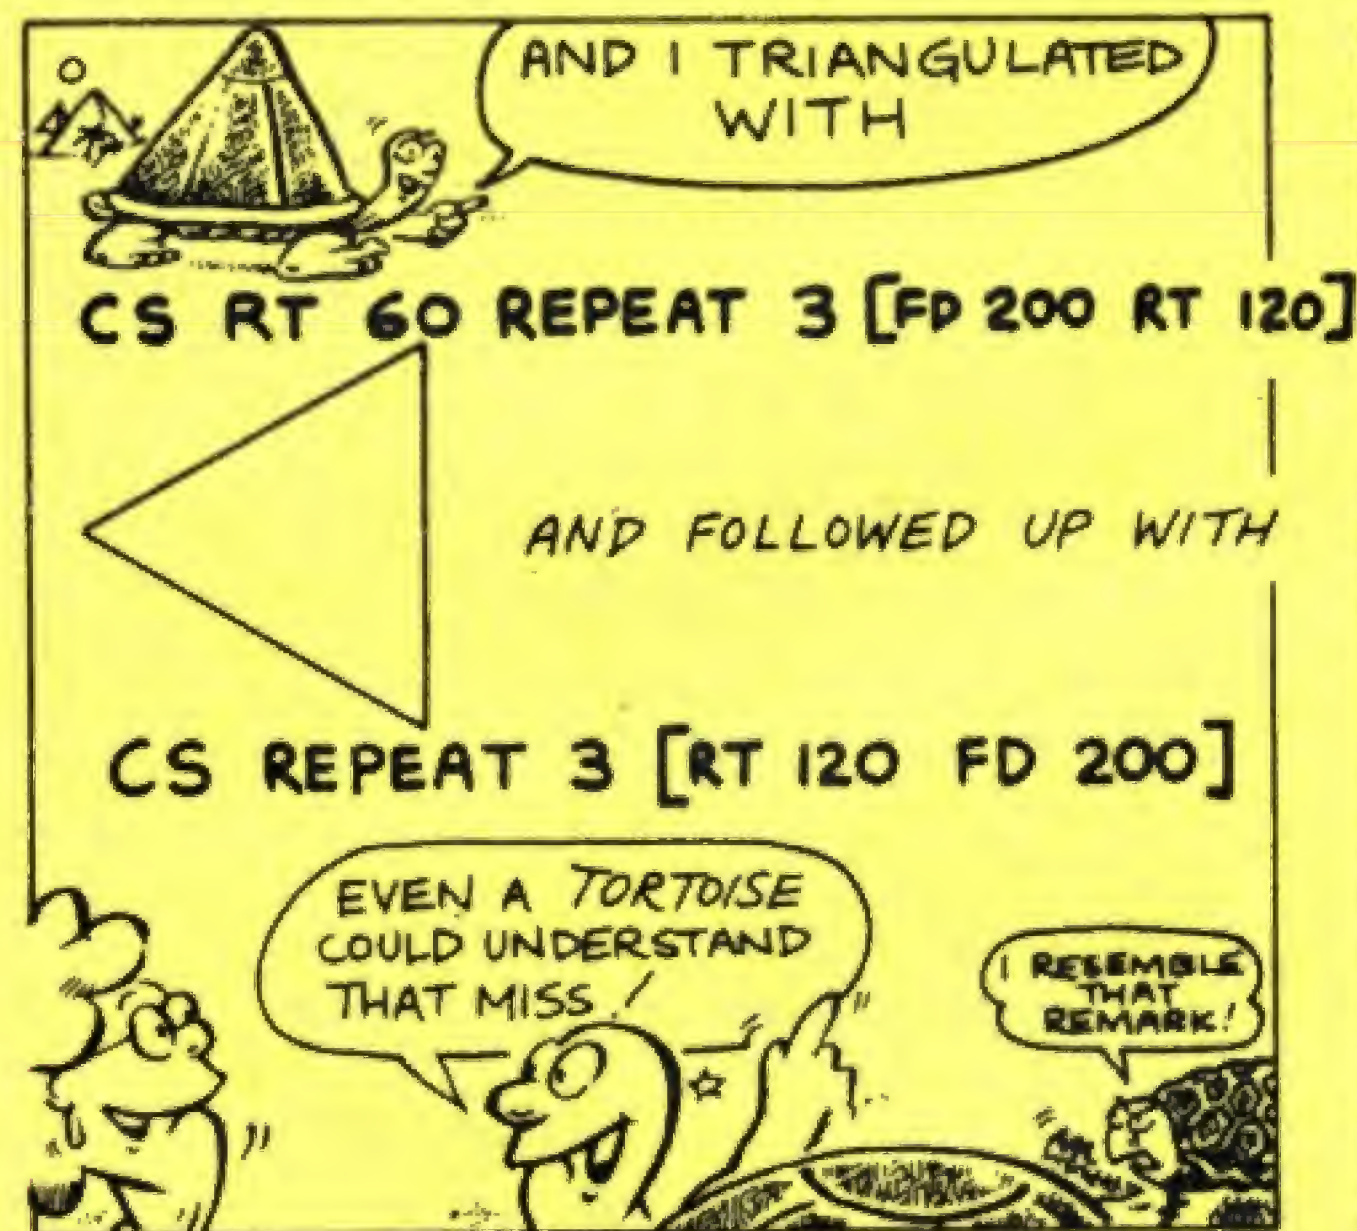 AND I TRIANGULATED
WITH
CS RT 60 REPEAT 3 [FD 200 RT 120]
AND FOLLOWED UP WITH
CS REPEAT 3 [RT 120 FD 200]
EVEN A TORTOISE
COULD UNDERSTAND
THAT MISS!
I RESEMBLE
THAT
REMARK!